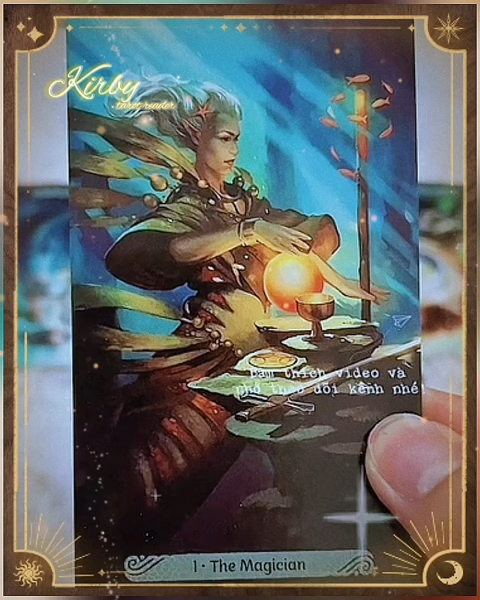 Kirby
tarot reader
bấm thích video và
nhớ theo dõi kênh nhé
1 • The Magician